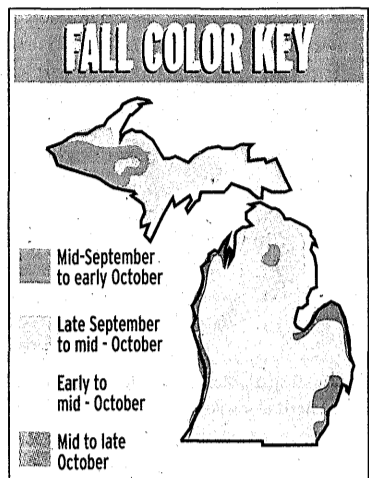 FALL COLOR KEY
Mid-September
to early October
Late September
to mid - October
Early to
mid - October
Mid to late
October